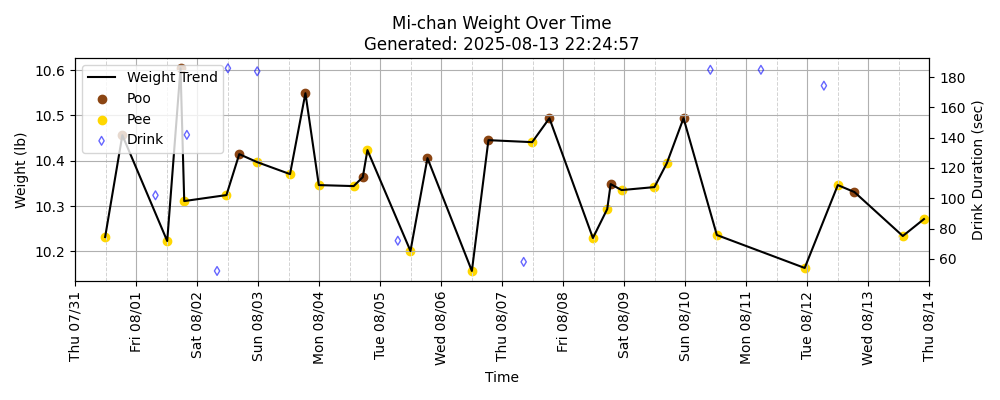 Mi-chan Weight Over Time
Generated: 2025-08-13 22:24:57
Weight (lb)
10.6
10.5
10.4
10.3
10.2
Weight Trend
Poo
Pee
Drink
180
160
140
120
100
80
60
Drink Duration (sec)
Thu 07/31
Fri 08/01
Sat 08/02
Sun 08/03
Mon 08/04
Tue 08/05
Wed 08/06
Thu 08/07
Fri 08/08
Sat 08/09
Sun 08/10
Mon 08/11
Tue 08/12
Wed 08/13
Thu 08/14
Time